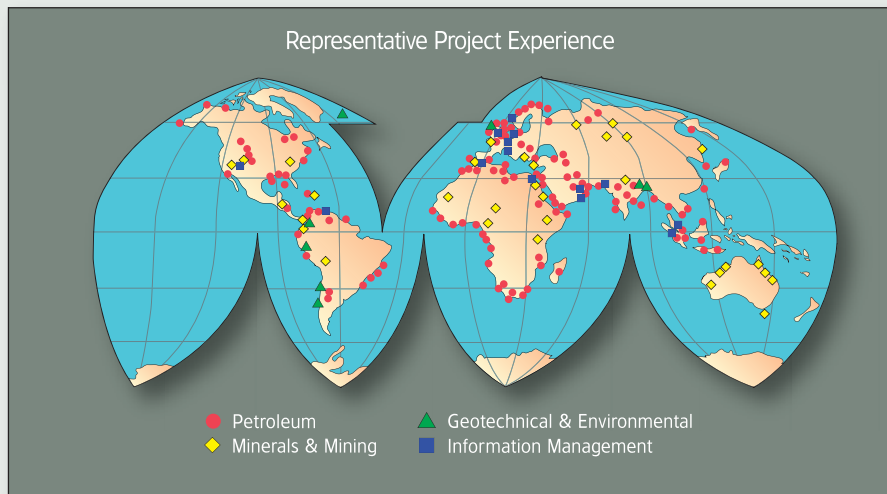 Representative Project Experience
Petroleum
Geotechnical & Environmental
Minerals & Mining
Information Management